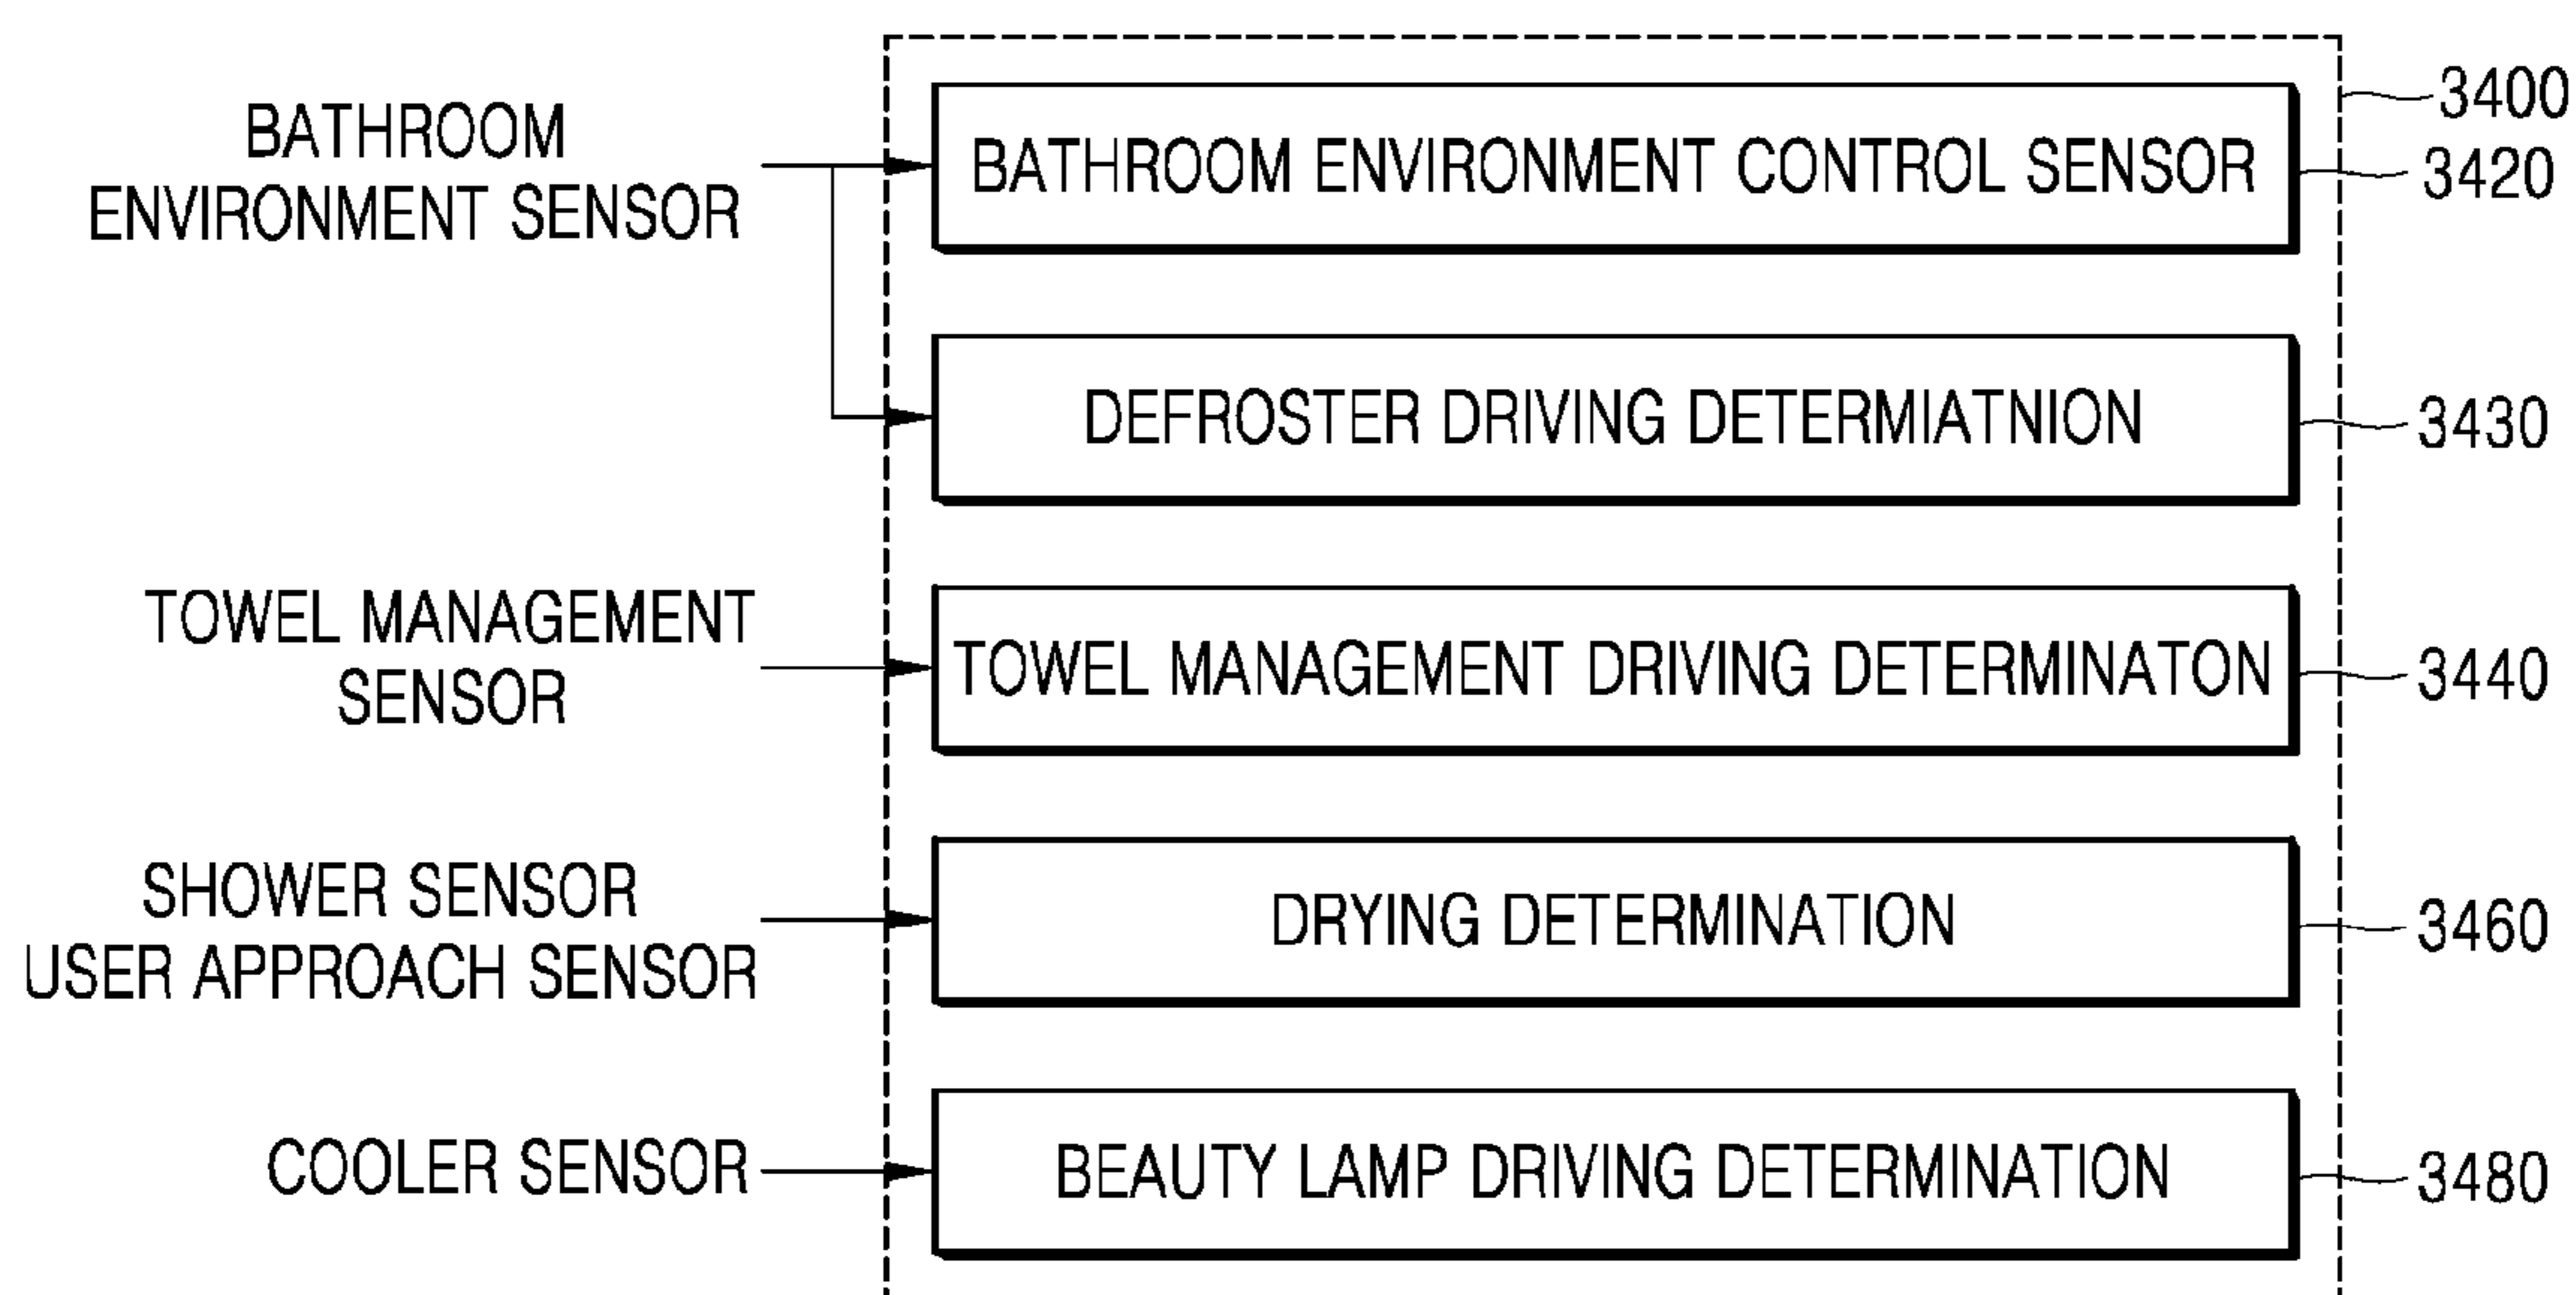 BATHROOM
ENVIRONMENT SENSOR
BATHROOM ENVIRONMENT CONTROL SENSOR
3400
3420
DEFROSTER DRIVING DETERMIATNION
3430
TOWEL MANAGEMENT
SENSOR
TOWEL MANAGEMENT DRIVING DETERMINATON
3440
SHOWER SENSOR
USER APPROACH SENSOR
DRYING DETERMINATION
3460
COOLER SENSOR
BEAUTY LAMP DRIVING DETERMINATION
3480